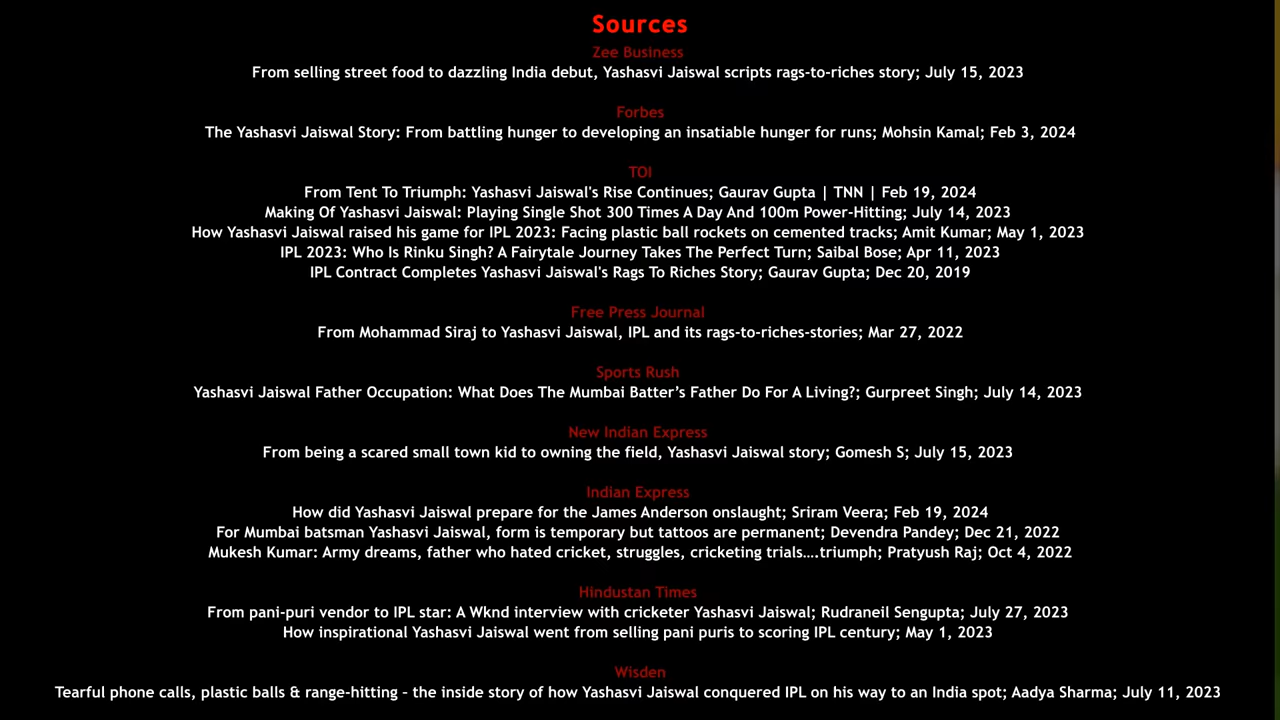 Sources
Zee Business
From selling street food to dazzling India debut, Yashasvi Jaiswal scripts rags-to-riches story; July 15, 2023
Forbes
The Yashasvi Jaiswal Story: From battling hunger to developing an insatiable hunger for runs; Mohsin Kamal; Feb 3, 2024
TOI
From Tent To Triumph: Yashasvi Jaiswal's Rise Continues; Gaurav Gupta | TNN | Feb 19, 2024
Making Of Yashasvi Jaiswal: Playing Single Shot 300 Times A Day And 100m Power-Hitting; July 14, 2023
How Yashasvi Jaiswal raised his game for IPL 2023: Facing plastic ball rockets on cemented tracks; Amit Kumar; May 1, 2023
IPL 2023: Who Is Rinku Singh? A Fairytale Journey Takes The Perfect Turn; Saibal Bose; Apr 11, 2023
IPL Contract Completes Yashasvi Jaiswal's Rags To Riches Story; Gaurav Gupta; Dec 20, 2019
Free Press Journal
From Mohammad Siraj to Yashasvi Jaiswal, IPL and its rags-to-riches-stories; Mar 27, 2022
Sports Rush
Yashasvi Jaiswal Father Occupation: What Does The Mumbai Batter’s Father Do For A Living?; Gurpreet Singh; July 14, 2023
New Indian Express
From being a scared small town kid to owning the field, Yashasvi Jaiswal story; Gomesh S; July 15, 2023
Indian Express
How did Yashasvi Jaiswal prepare for the James Anderson onslaught; Sriram Veera; Feb 19, 2024
For Mumbai batsman Yashasvi Jaiswal, form is temporary but tattoos are permanent; Devendra Pandey; Dec 21, 2022
Mukesh Kumar: Army dreams, father who hated cricket, struggles, cricketing trials….triumph; Pratyush Raj; Oct 4, 2022
Hindustan Times
From pani-puri vendor to IPL star: A Wknd interview with cricketer Yashasvi Jaiswal; Rudraneil Sengupta; July 27, 2023
How inspirational Yashasvi Jaiswal went from selling pani puris to scoring IPL century; May 1, 2023
Wisden
Tearful phone calls, plastic balls & range-hitting – the inside story of how Yashasvi Jaiswal conquered IPL on his way to an India spot; Aadya Sharma; July 11, 2023